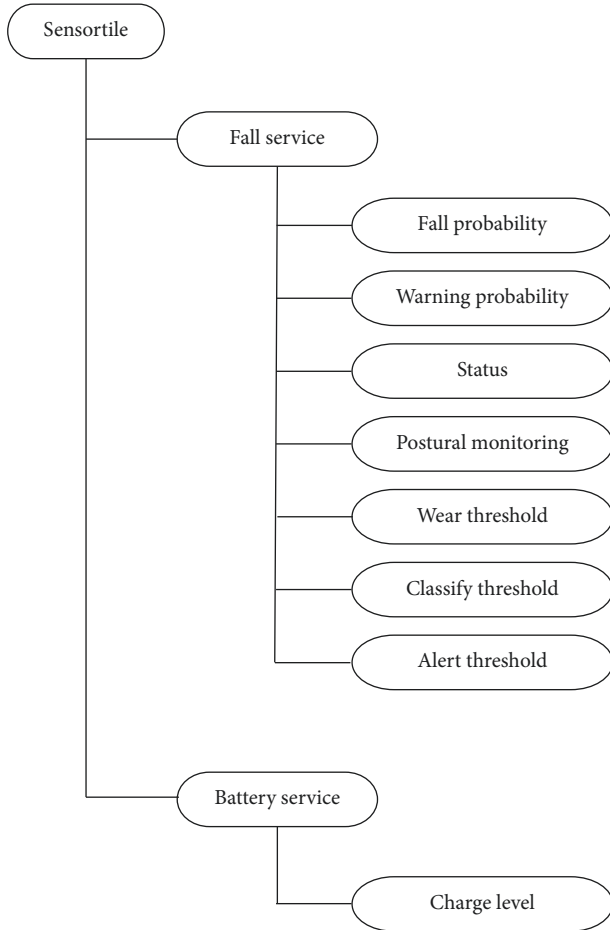 Sensortile
Fall service
Fall probability
Warning probability
Status
Postural monitoring
Wear threshold
Classify threshold
Alert threshold
Battery service
Charge level